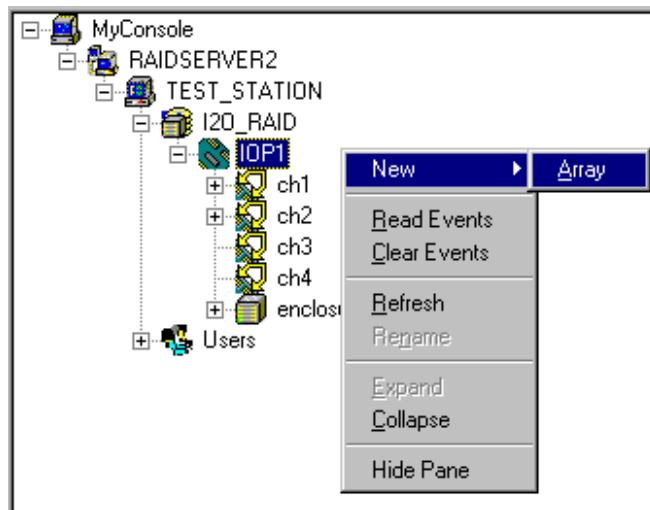 MyConsole
RAIDSERVER2
TEST_STATION
I2O_RAID
IOP1
ch1
ch2
ch3
ch4
enclosu
Users
New
Array
Read Events
Clear Events
Refresh
Rename
Expand
Collapse
Hide Pane